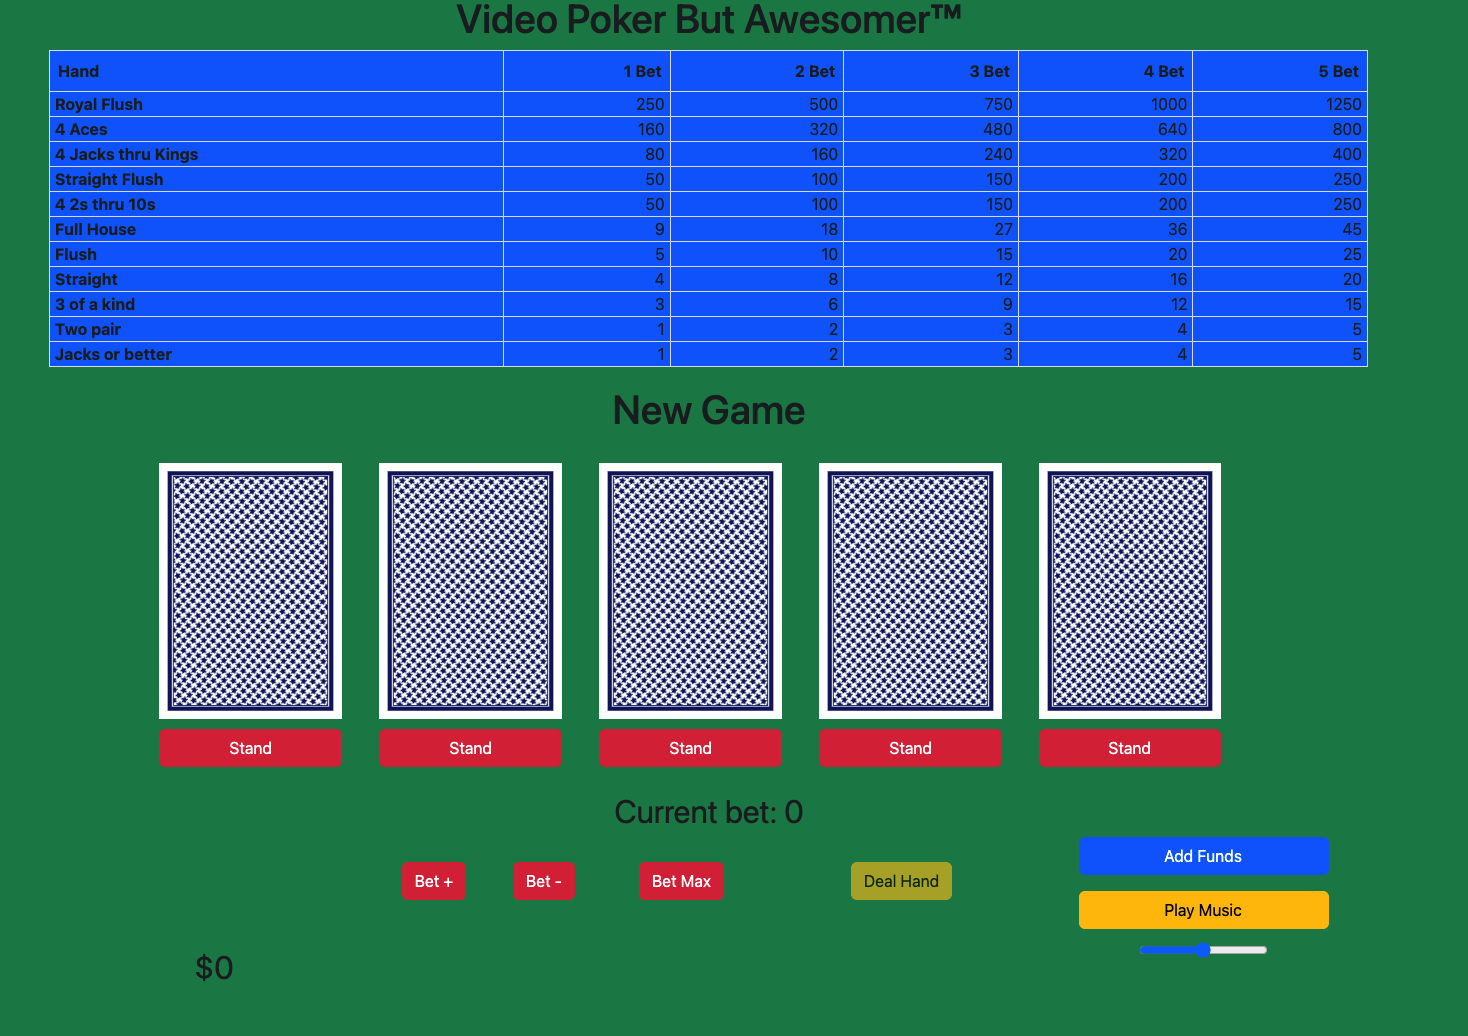 Video Poker But Awesomer™
Hand 1 Bet 2 Bet 3 Bet 4 Bet 5 Bet
Royal Flush 250 500 750 1000 1250
4 Aces 160 320 480 640 800
4 Jacks thru Kings 80 160 240 320 400
Straight Flush 50 100 150 200 250
4 2s thru 10s 50 100 150 200 250
Full House 9 18 27 36 45
Flush 5 10 15 20 25
Straight 4 8 12 16 20
3 of a kind 3 6 9 12 15
Two pair 1 2 3 4 5
Jacks or better 1 2 3 4 5
New Game
Stand Stand Stand Stand Stand
Current bet: 0
Add Funds
Bet + Bet - Bet Max Deal Hand
Play Music
$0